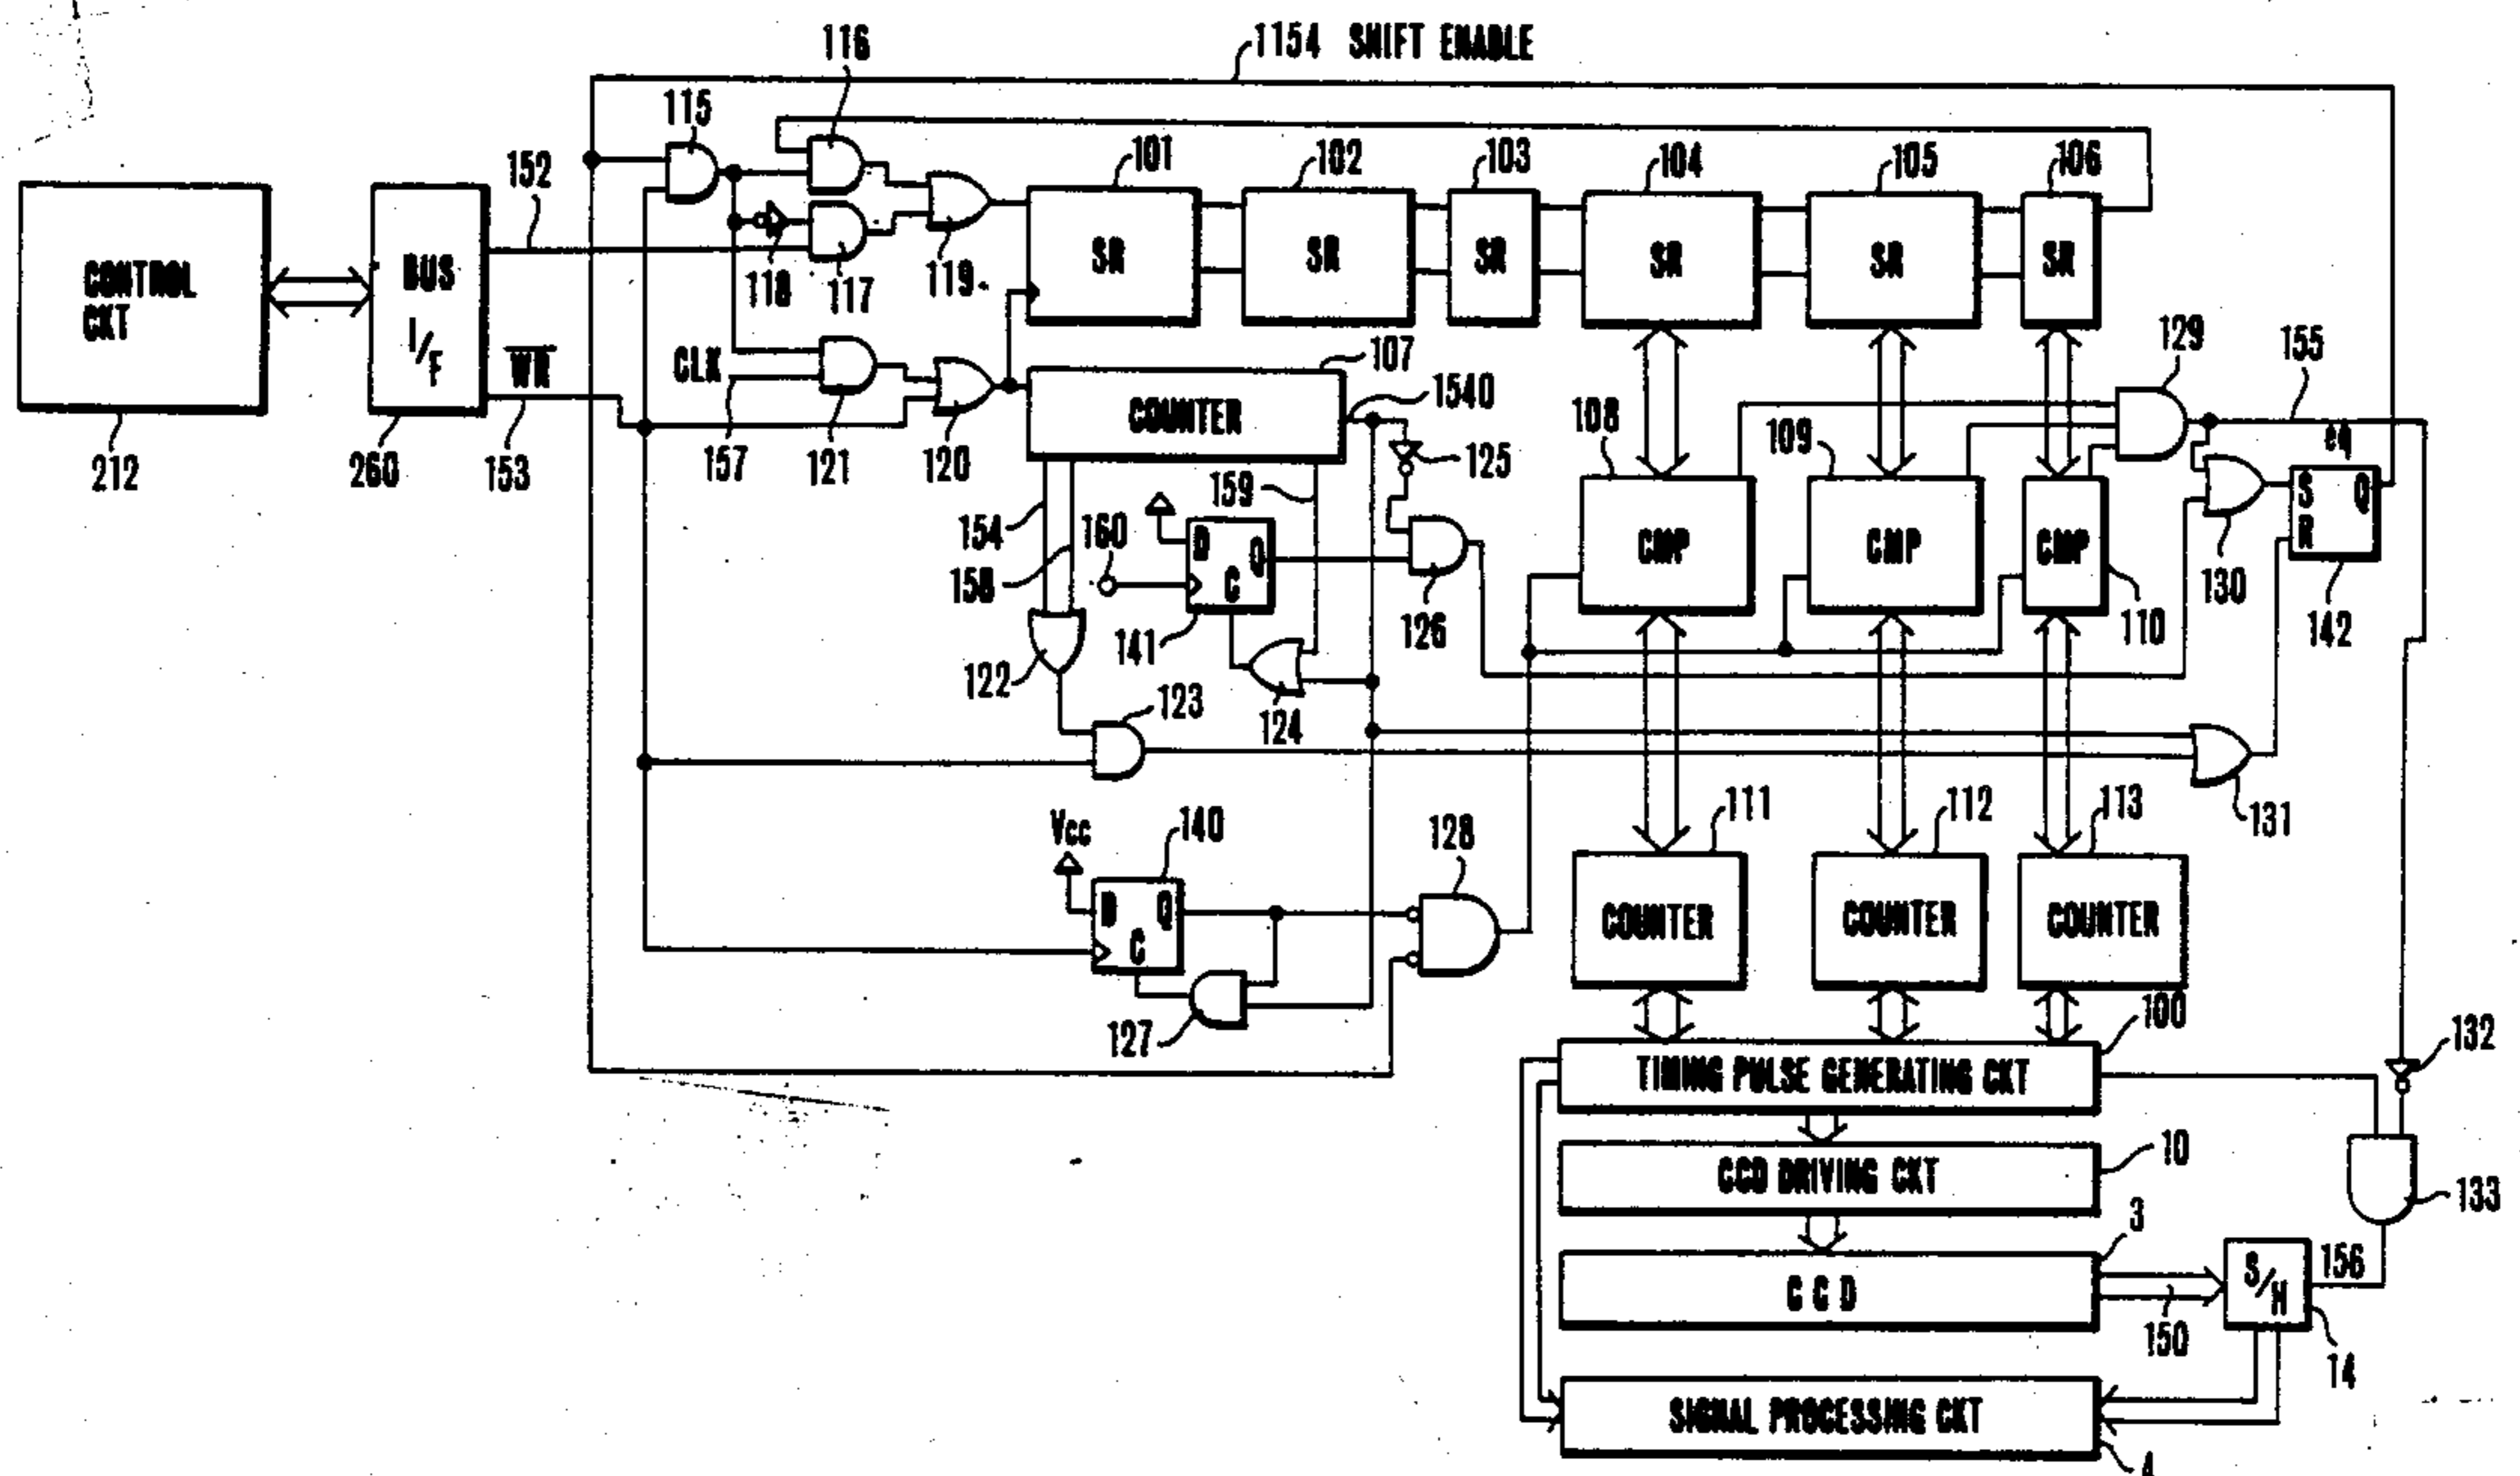 1154 SHIFT ENABLE
116
115
152
101
102
103
104
105
106
CONTROL
CKT
BUS
I/F
118
117
119
SR
SR
SR
SR
SR
SR
WR
CLK
107
COUNTER
1540
129
155
212
260
153
157
121
120
125
108
109
eq
154
158
160
159
D
Q
C
141
126
CMP
CMP
CMP
110
130
S
Q
R
142
122
123
124
131
Vcc
140
D
Q
C
127
128
111
112
113
COUNTER
COUNTER
COUNTER
100
TIMING PULSE GENERATING CKT
132
10
CCD DRIVING CKT
133
3
CCD
150
S/H
156
14
SIGNAL PROCESSING CKT
4